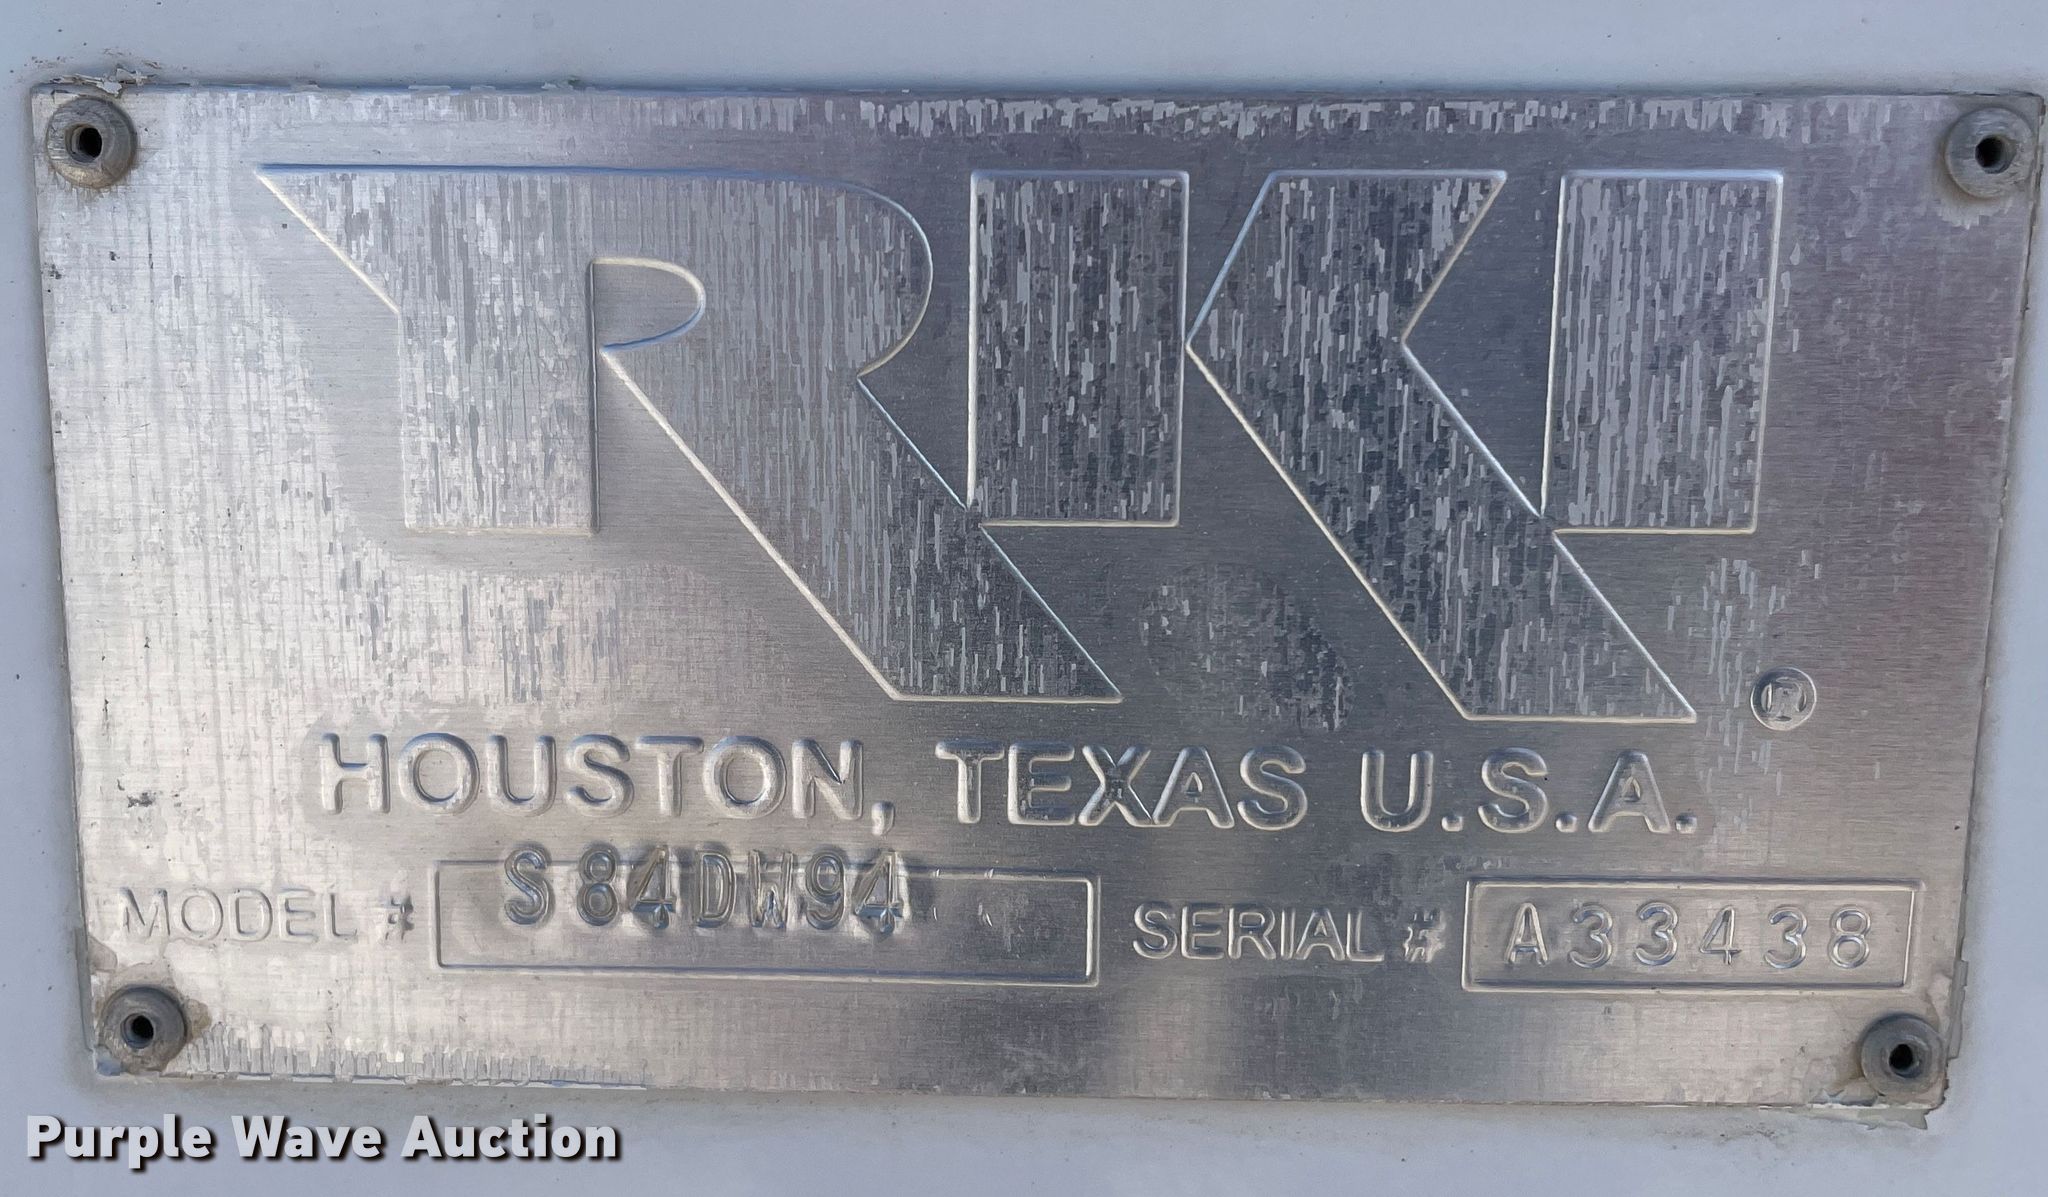 RKI ®
HOUSTON, TEXAS U.S.A.
MODEL # S84DW94 SERIAL # A33438
Purple Wave Auction